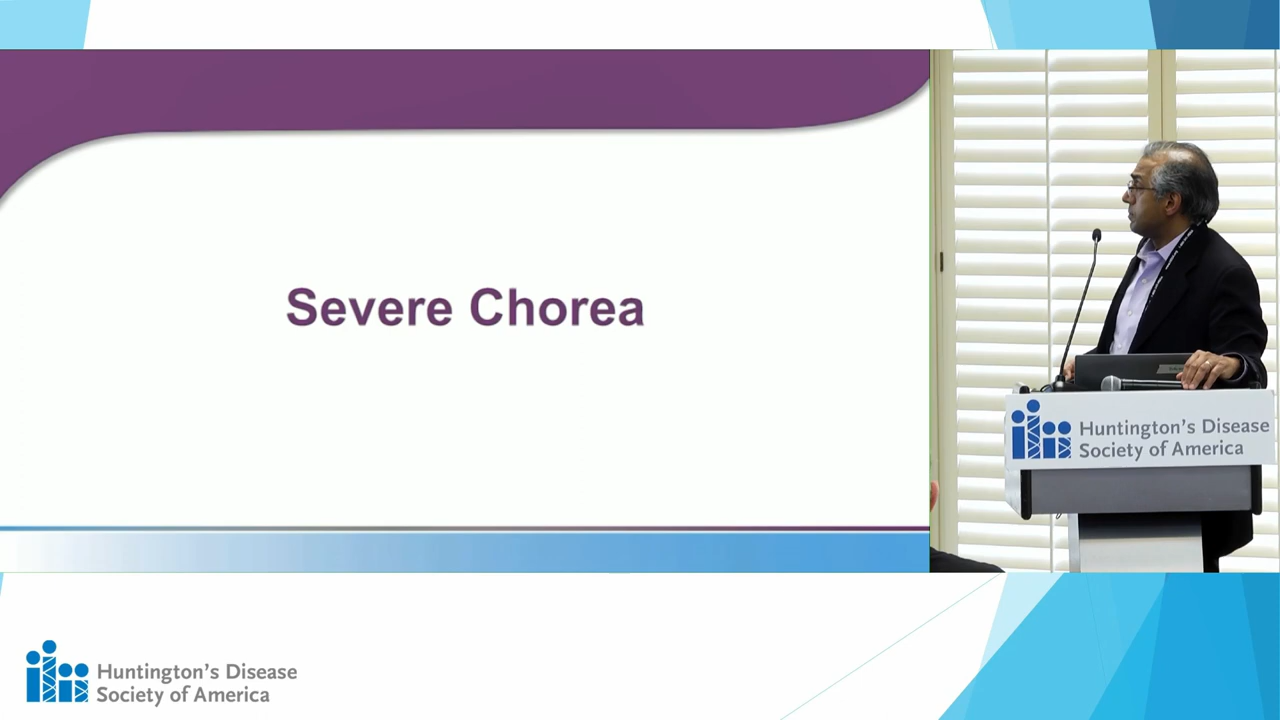 Severe Chorea
Huntington's Disease
Society of America
Huntington's Disease
Society of America